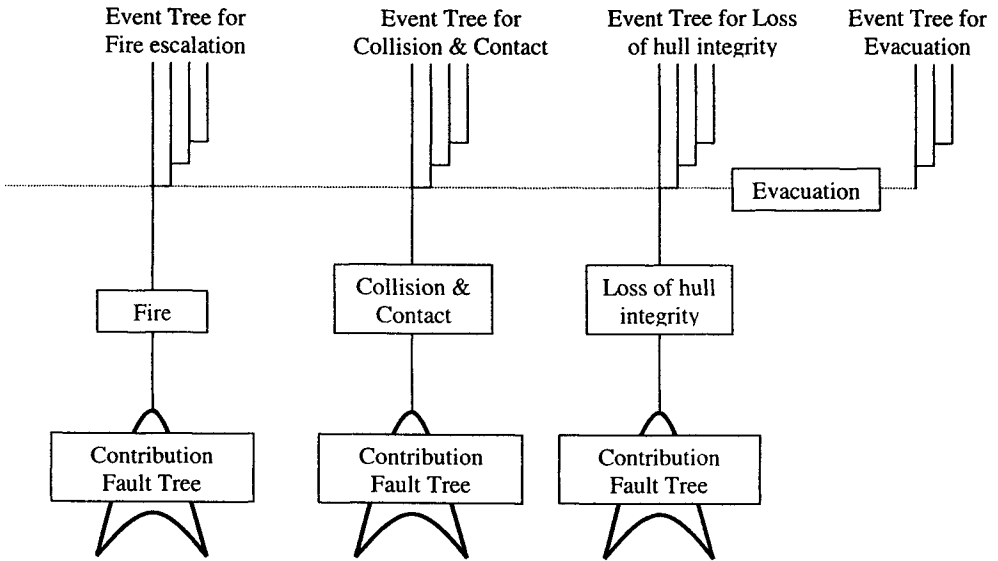 Event Tree for
Fire escalation
Event Tree for
Collision & Contact
Event Tree for Loss
of hull integrity
Event Tree for
Evacuation
Evacuation
Fire
Collision &
Contact
Loss of hull
integrity
Contribution
Fault Tree
Contribution
Fault Tree
Contribution
Fault Tree